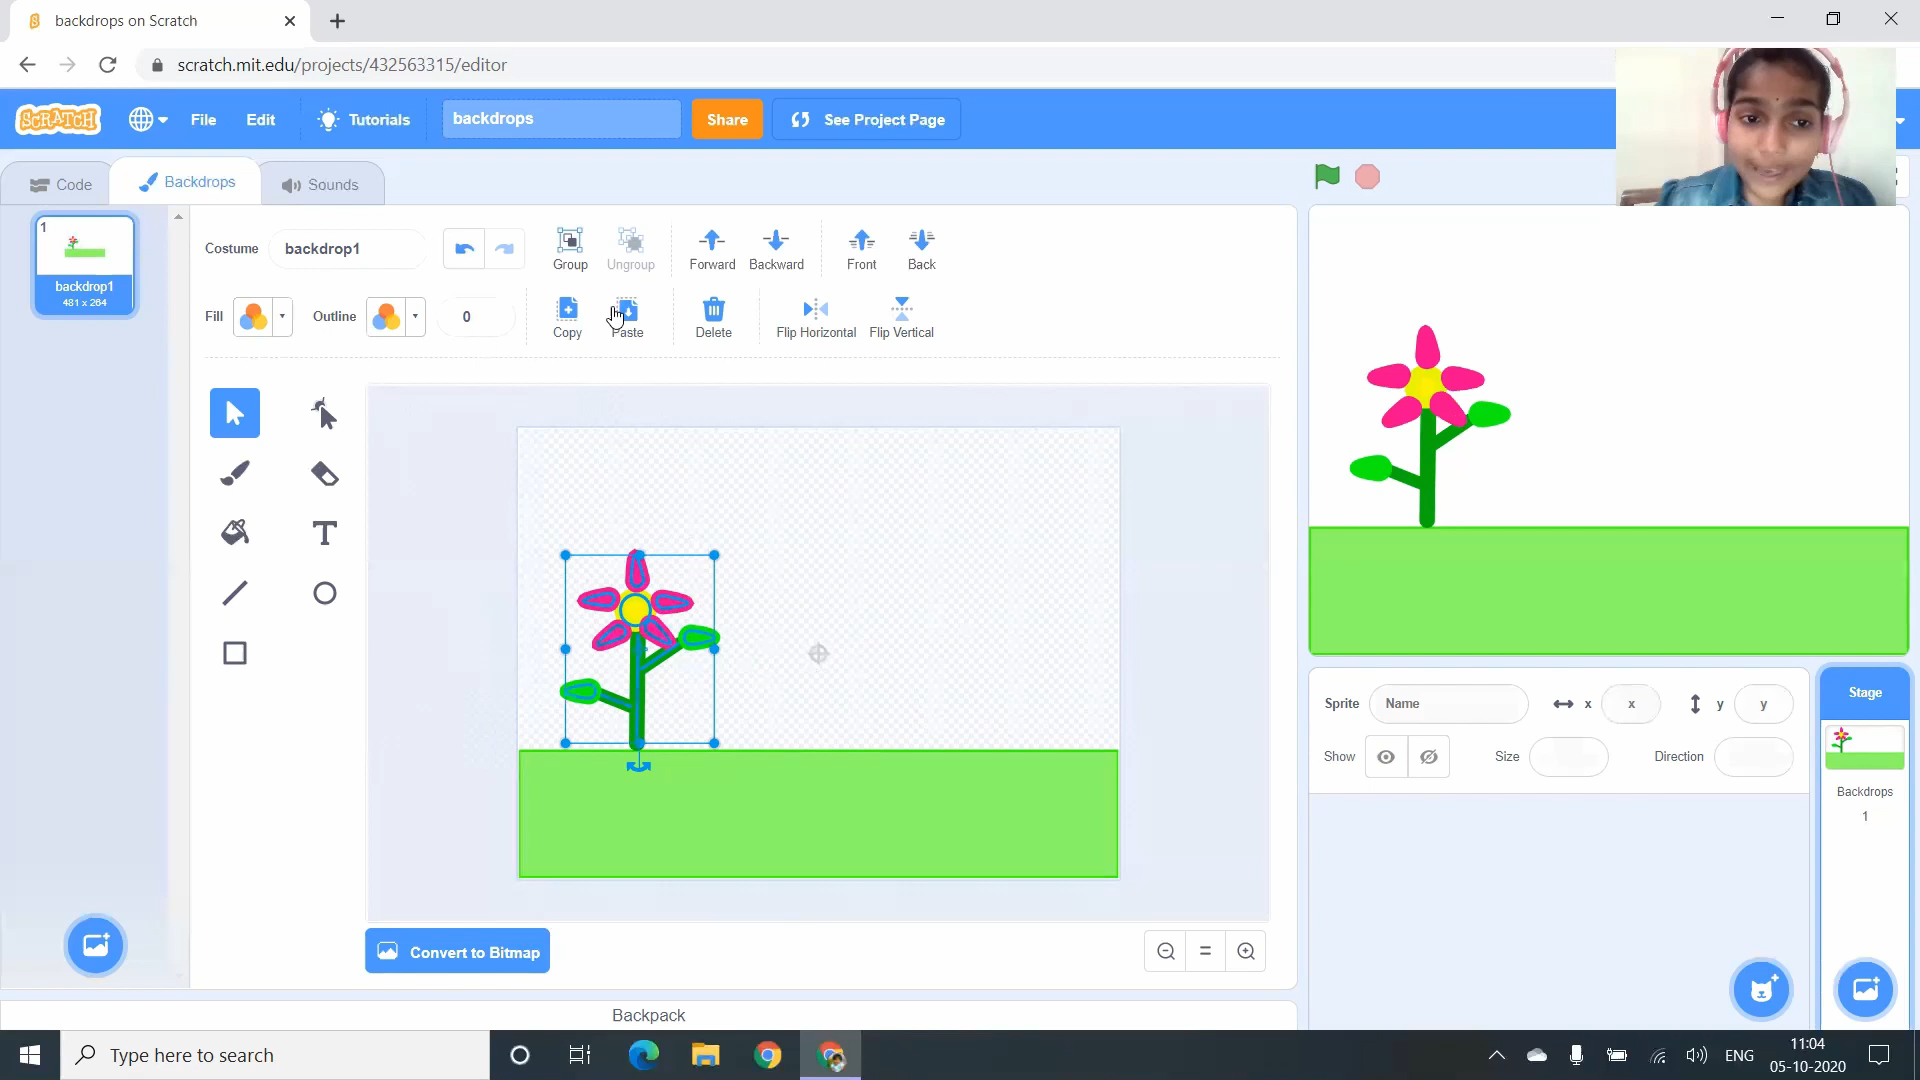 backdrops on Scratch
scratch.mit.edu/projects/432563315/editor
SCRATCH
File
Edit
Tutorials
backdrops
Share
See Project Page
Code
Backdrops
Sounds
1
backdrop1
481 x 264
Costume
backdrop1
Group
Ungroup
Forward
Backward
Front
Back
Fill
Outline
0
Copy
Paste
Delete
Flip Horizontal
Flip Vertical
T
Convert to Bitmap
Backpack
Sprite
Name
x
x
y
y
Show
Size
Direction
Stage
Backdrops
1
Type here to search
ENG
11:04
05-10-2020